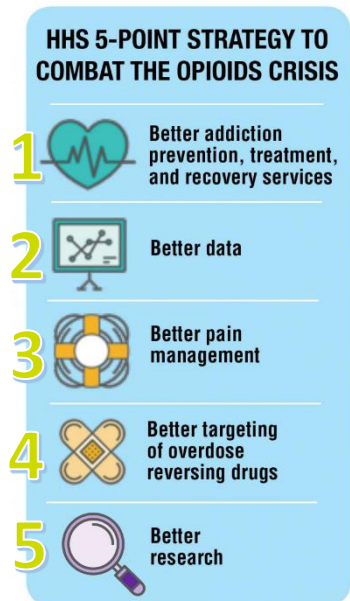 HHS 5-POINT STRATEGY TO
COMBAT THE OPIOIDS CRISIS
1
Better addiction
prevention, treatment,
and recovery services
2
Better data
3
Better pain
management
4
Better targeting
of overdose
reversing drugs
5
Better
research